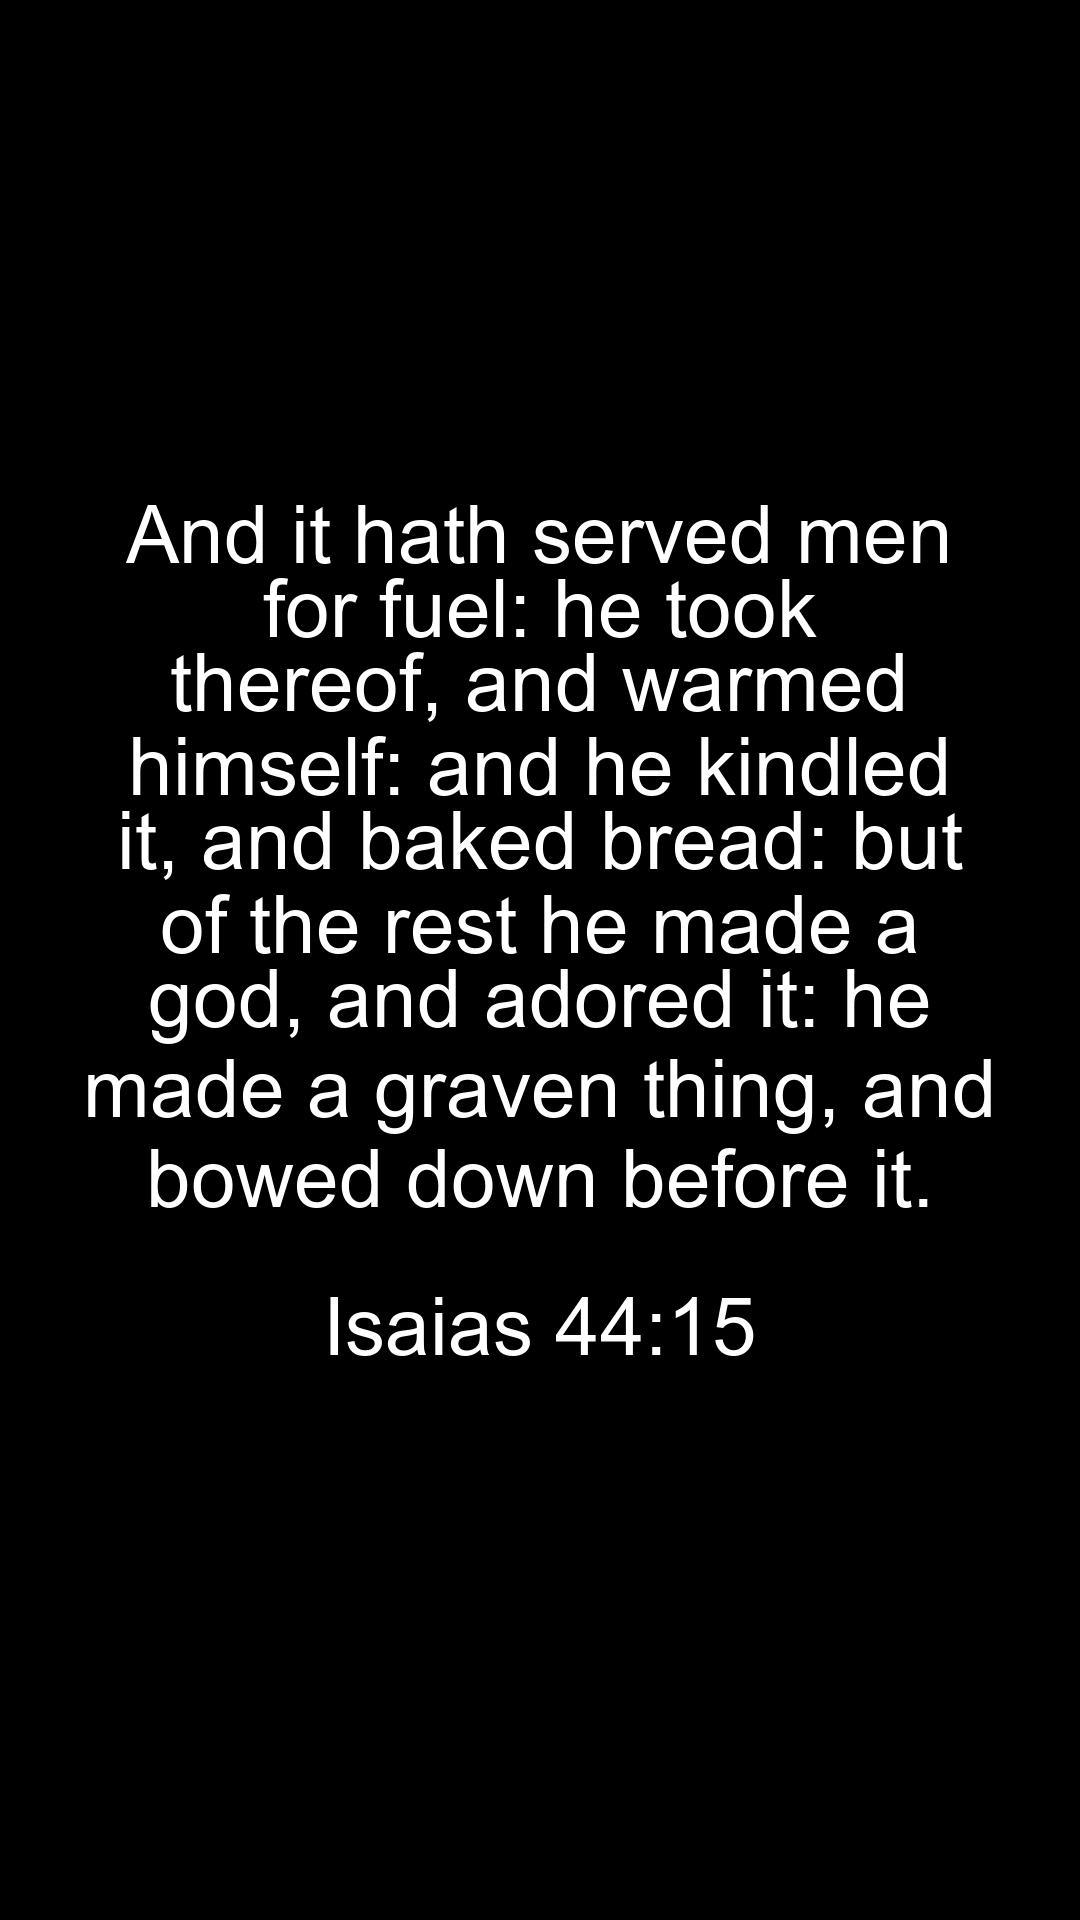 And it hath served men
for fuel: he took
thereof, and warmed
himself: and he kindled
it, and baked bread: but
of the rest he made a
god, and adored it: he
made a graven thing, and
bowed down before it.
Isaias 44:15